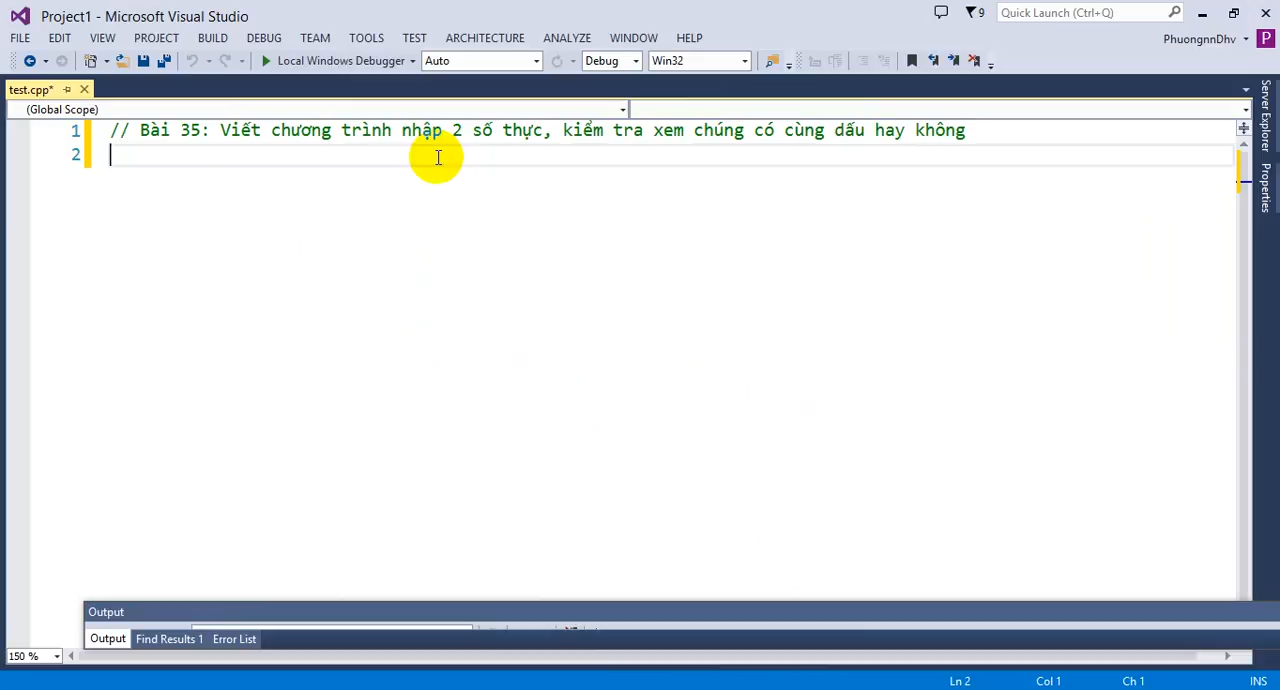 Project1 - Microsoft Visual Studio
9
Quick Launch (Ctrl+Q)
FILE EDIT VIEW PROJECT BUILD DEBUG TEAM TOOLS TEST ARCHITECTURE ANALYZE WINDOW HELP
PhuongnnDhv
P
Local Windows Debugger Auto Debug Win32
test.cpp*
(Global Scope)
Server Explorer
Properties
1 // Bài 35: Viết chương trình nhập 2 số thực, kiểm tra xem chúng có cùng dấu hay không
2
Output
Output Find Results 1 Error List
150 %
Ln 2 Col 1 Ch 1 INS